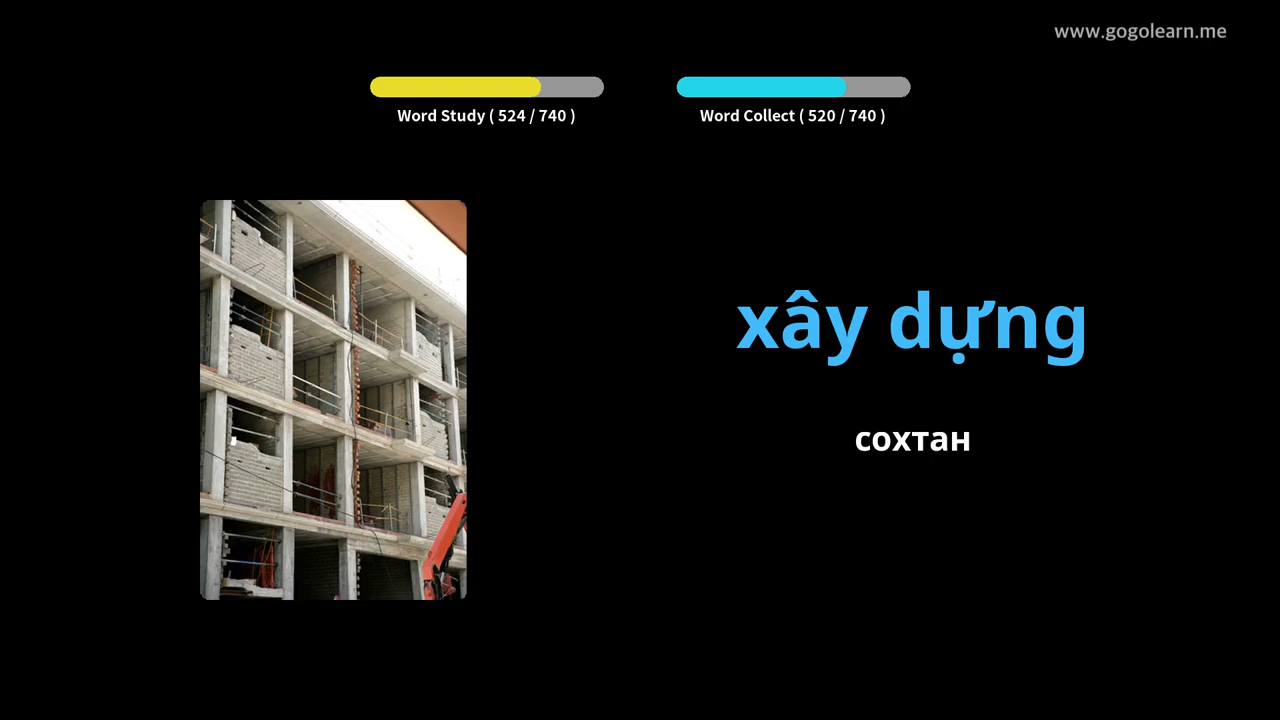 www.gogolearn.me
Word Study ( 524 / 740 )
Word Collect ( 520 / 740 )
xây dựng
сохтан